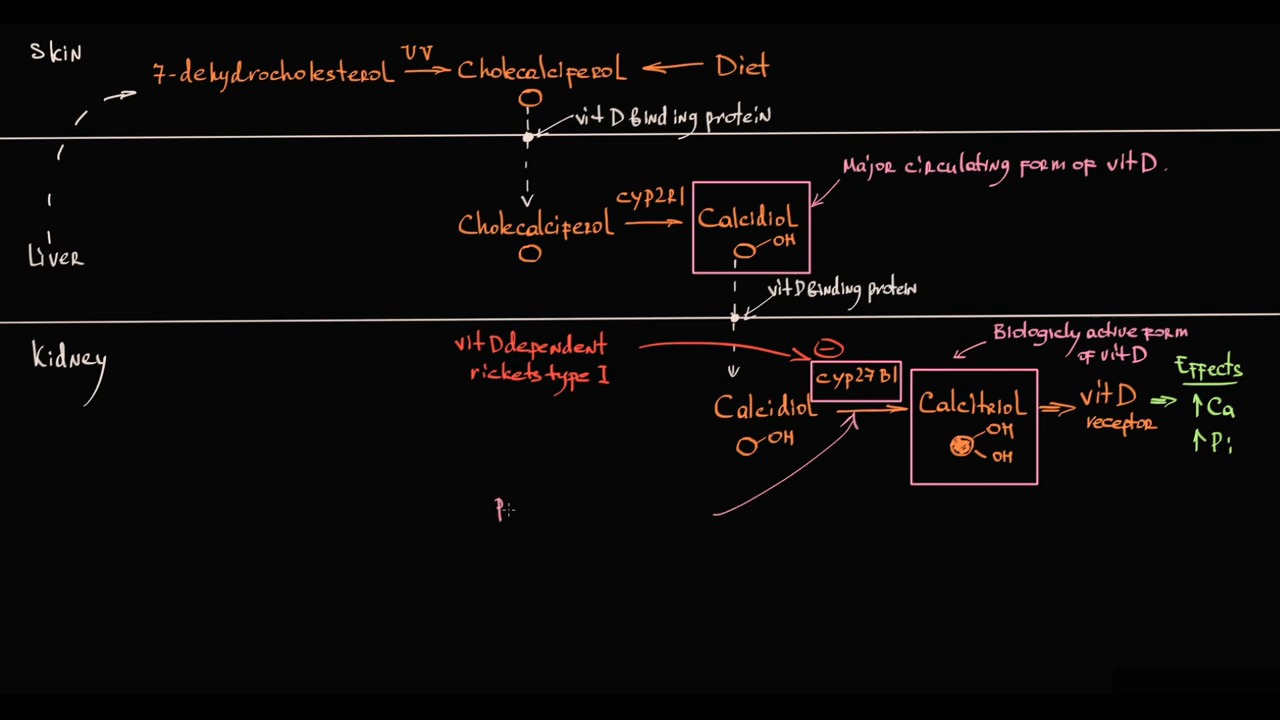 Skin
7-dehydrocholesterol
UV
Cholecalciferol
Diet
vit D Binding protein
Major circulating form of vit D.
Liver
Cholecalciferol
CYP2R1
Calcidiol
OH
vit D Binding protein
Kidney
vit D dependent
rickets type I
Calcidiol
OH
CYP27B1
Biologicly active form
of vit D
Calcitriol
OH
OH
vit D
receptor
Effects
↑Ca
↑Pi
P